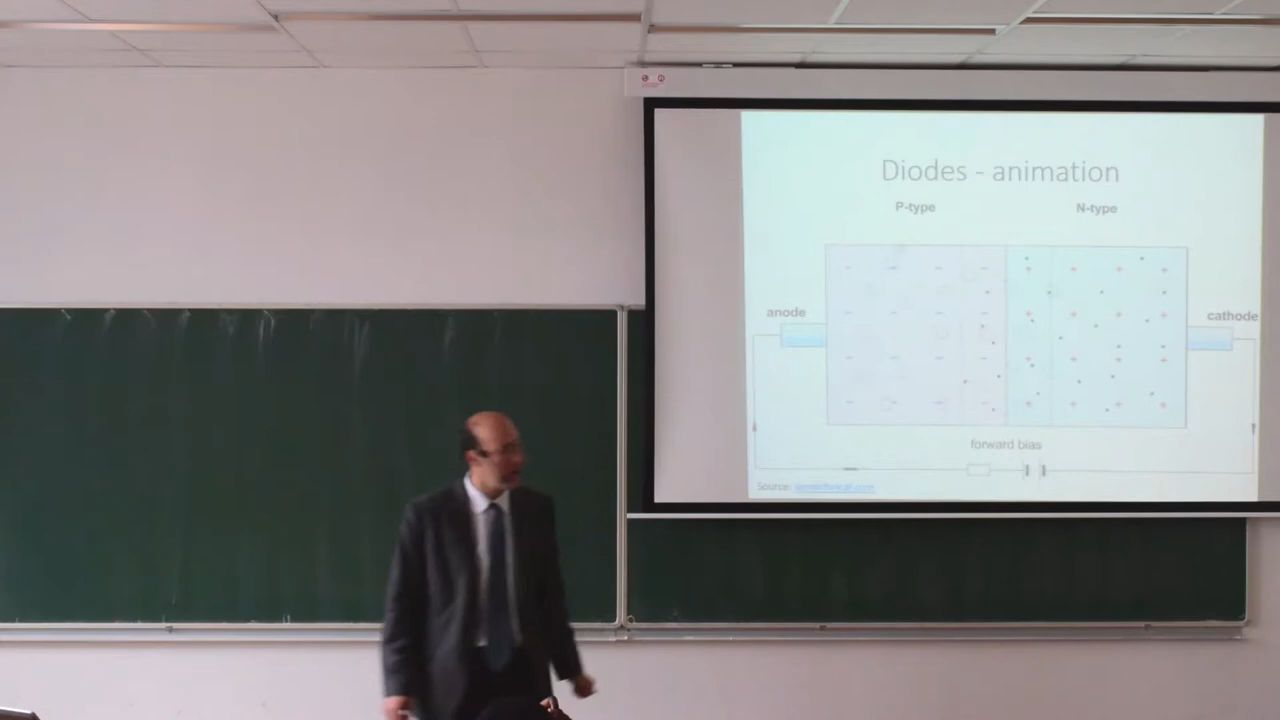 Diodes - animation
P-type
N-type
anode
cathode
forward bias
Source: